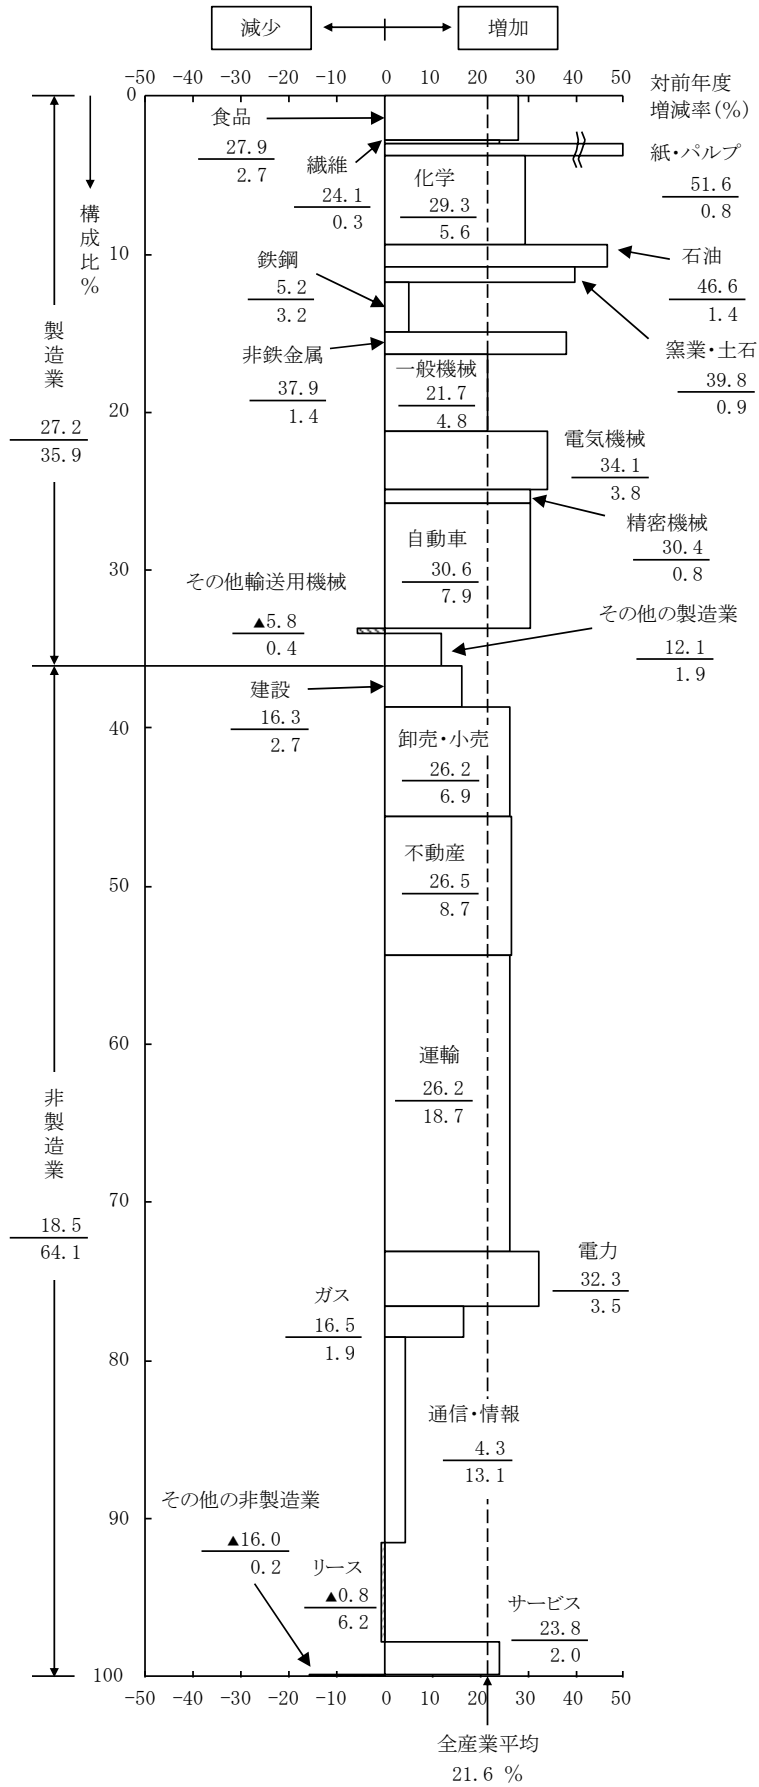 減少
増加
-50 -40 -30 -20 -10 0 10 20 30 40 50
対前年度
増減率(%)
0
10
20
30
40
50
60
70
80
90
100
構成比%
製造業
27.2
35.9
非製造業
18.5
64.1
食品
27.9
2.7
繊維
24.1
0.3
紙・パルプ
51.6
0.8
化学
29.3
5.6
石油
46.6
1.4
鉄鋼
5.2
3.2
窯業・土石
39.8
0.9
非鉄金属
37.9
1.4
一般機械
21.7
4.8
電気機械
34.1
3.8
精密機械
30.4
0.8
自動車
30.6
7.9
その他輸送用機械
▲5.8
0.4
その他の製造業
12.1
1.9
建設
16.3
2.7
卸売・小売
26.2
6.9
不動産
26.5
8.7
運輸
26.2
18.7
電力
32.3
3.5
ガス
16.5
1.9
通信・情報
4.3
13.1
その他の非製造業
▲16.0
0.2
リース
▲0.8
6.2
サービス
23.8
2.0
-50 -40 -30 -20 -10 0 10 20 30 40 50
全産業平均
21.6 %